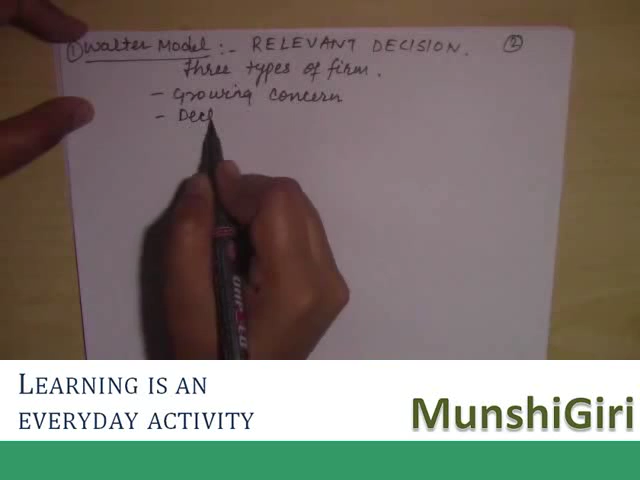 ① Walter Model :- RELEVANT DECISION. ②
Three types of firm.
- Growing concern
- Decl
LEARNING IS AN
EVERYDAY ACTIVITY
MunshiGiri